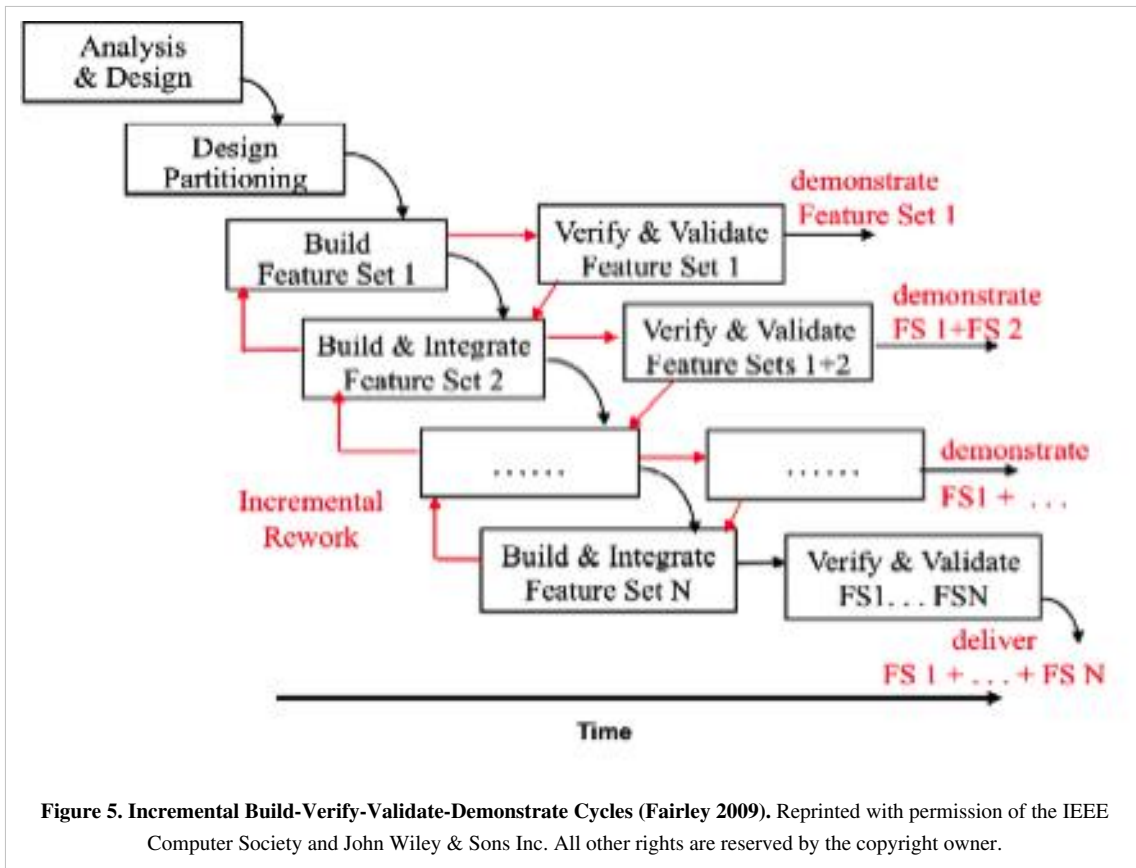 Analysis
& Design
Design
Partitioning
demonstrate
Feature Set 1
Build
Feature Set 1
Verify & Validate
Feature Set 1
demonstrate
FS 1+FS 2
Build & Integrate
Feature Set 2
Verify & Validate
Feature Sets 1+2
......
......
demonstrate
FS1 + ...
Incremental
Rework
Build & Integrate
Feature Set N
Verify & Validate
FS1. . . FSN
deliver
FS 1 + . . . + FS N
Time
Figure 5. Incremental Build-Verify-Validate-Demonstrate Cycles (Fairley 2009). Reprinted with permission of the IEEE
Computer Society and John Wiley & Sons Inc. All other rights are reserved by the copyright owner.